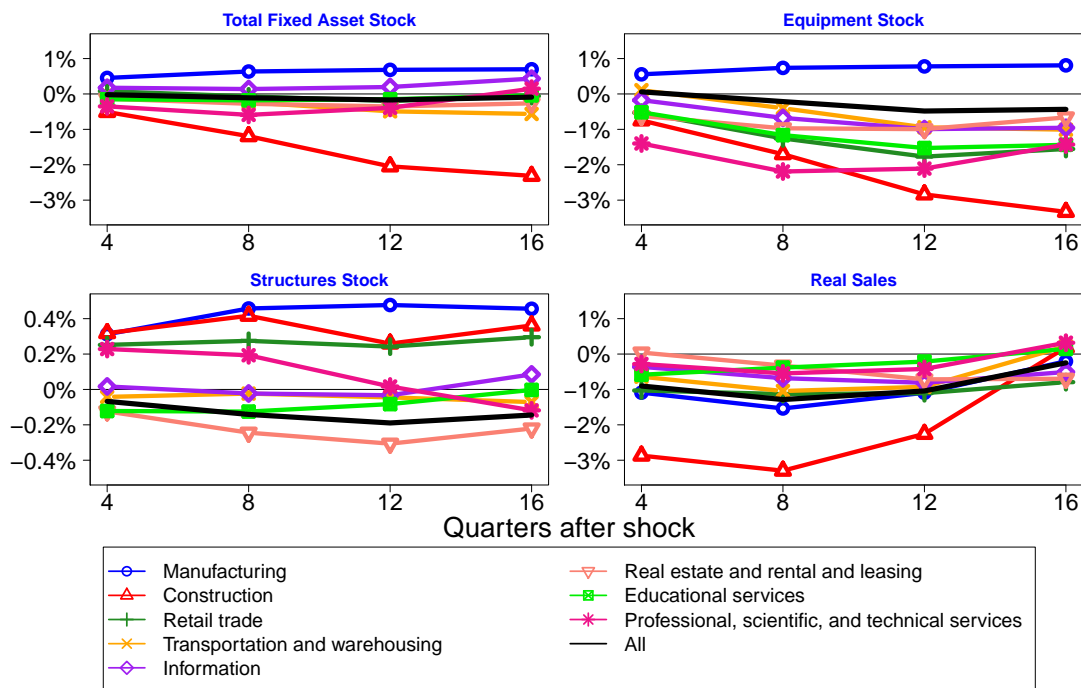 Total Fixed Asset Stock
1%
0%
−1%
−2%
−3%
4 8 12 16
Equipment Stock
1%
0%
−1%
−2%
−3%
4 8 12 16
Structures Stock
0.4%
0.2%
0%
−0.2%
−0.4%
4 8 12 16
Real Sales
1%
0%
−1%
−2%
−3%
4 8 12 16
Quarters after shock
Manufacturing
Construction
Retail trade
Transportation and warehousing
Information
Real estate and rental and leasing
Educational services
Professional, scientific, and technical services
All